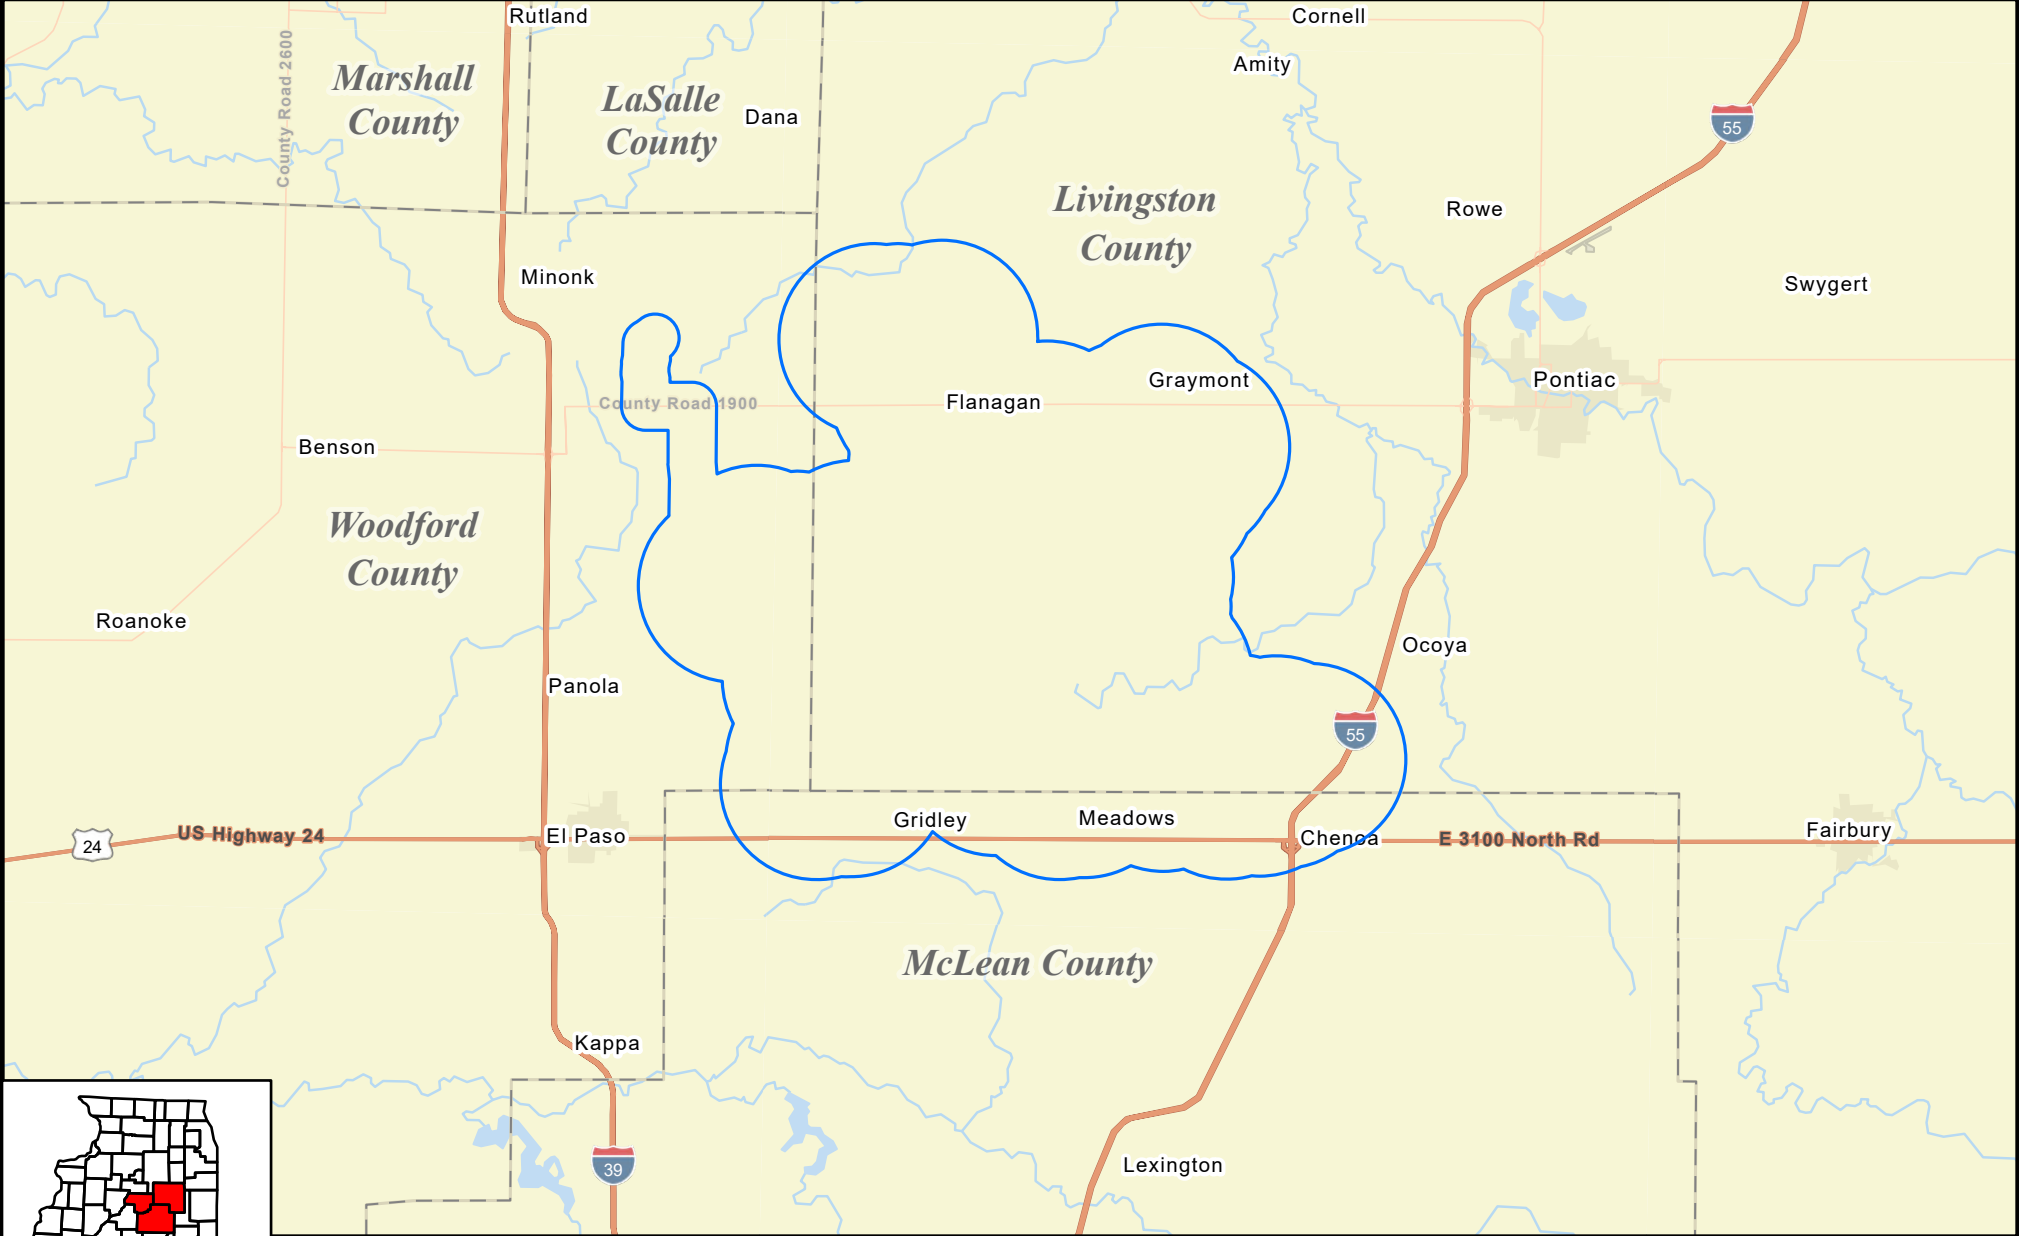 Rutland
Cornell
County Road 2600
Marshall
County
LaSalle
County
Dana
Amity
55
Livingston
County
Rowe
Minonk
Swygert
Pontiac
Graymont
County Road 1900
Flanagan
Benson
Woodford
County
Roanoke
Ocoya
Panola
55
Gridley
Meadows
24
US Highway 24
El Paso
Chenoa
E 3100 North Rd
Fairbury
McLean County
Kappa
39
Lexington